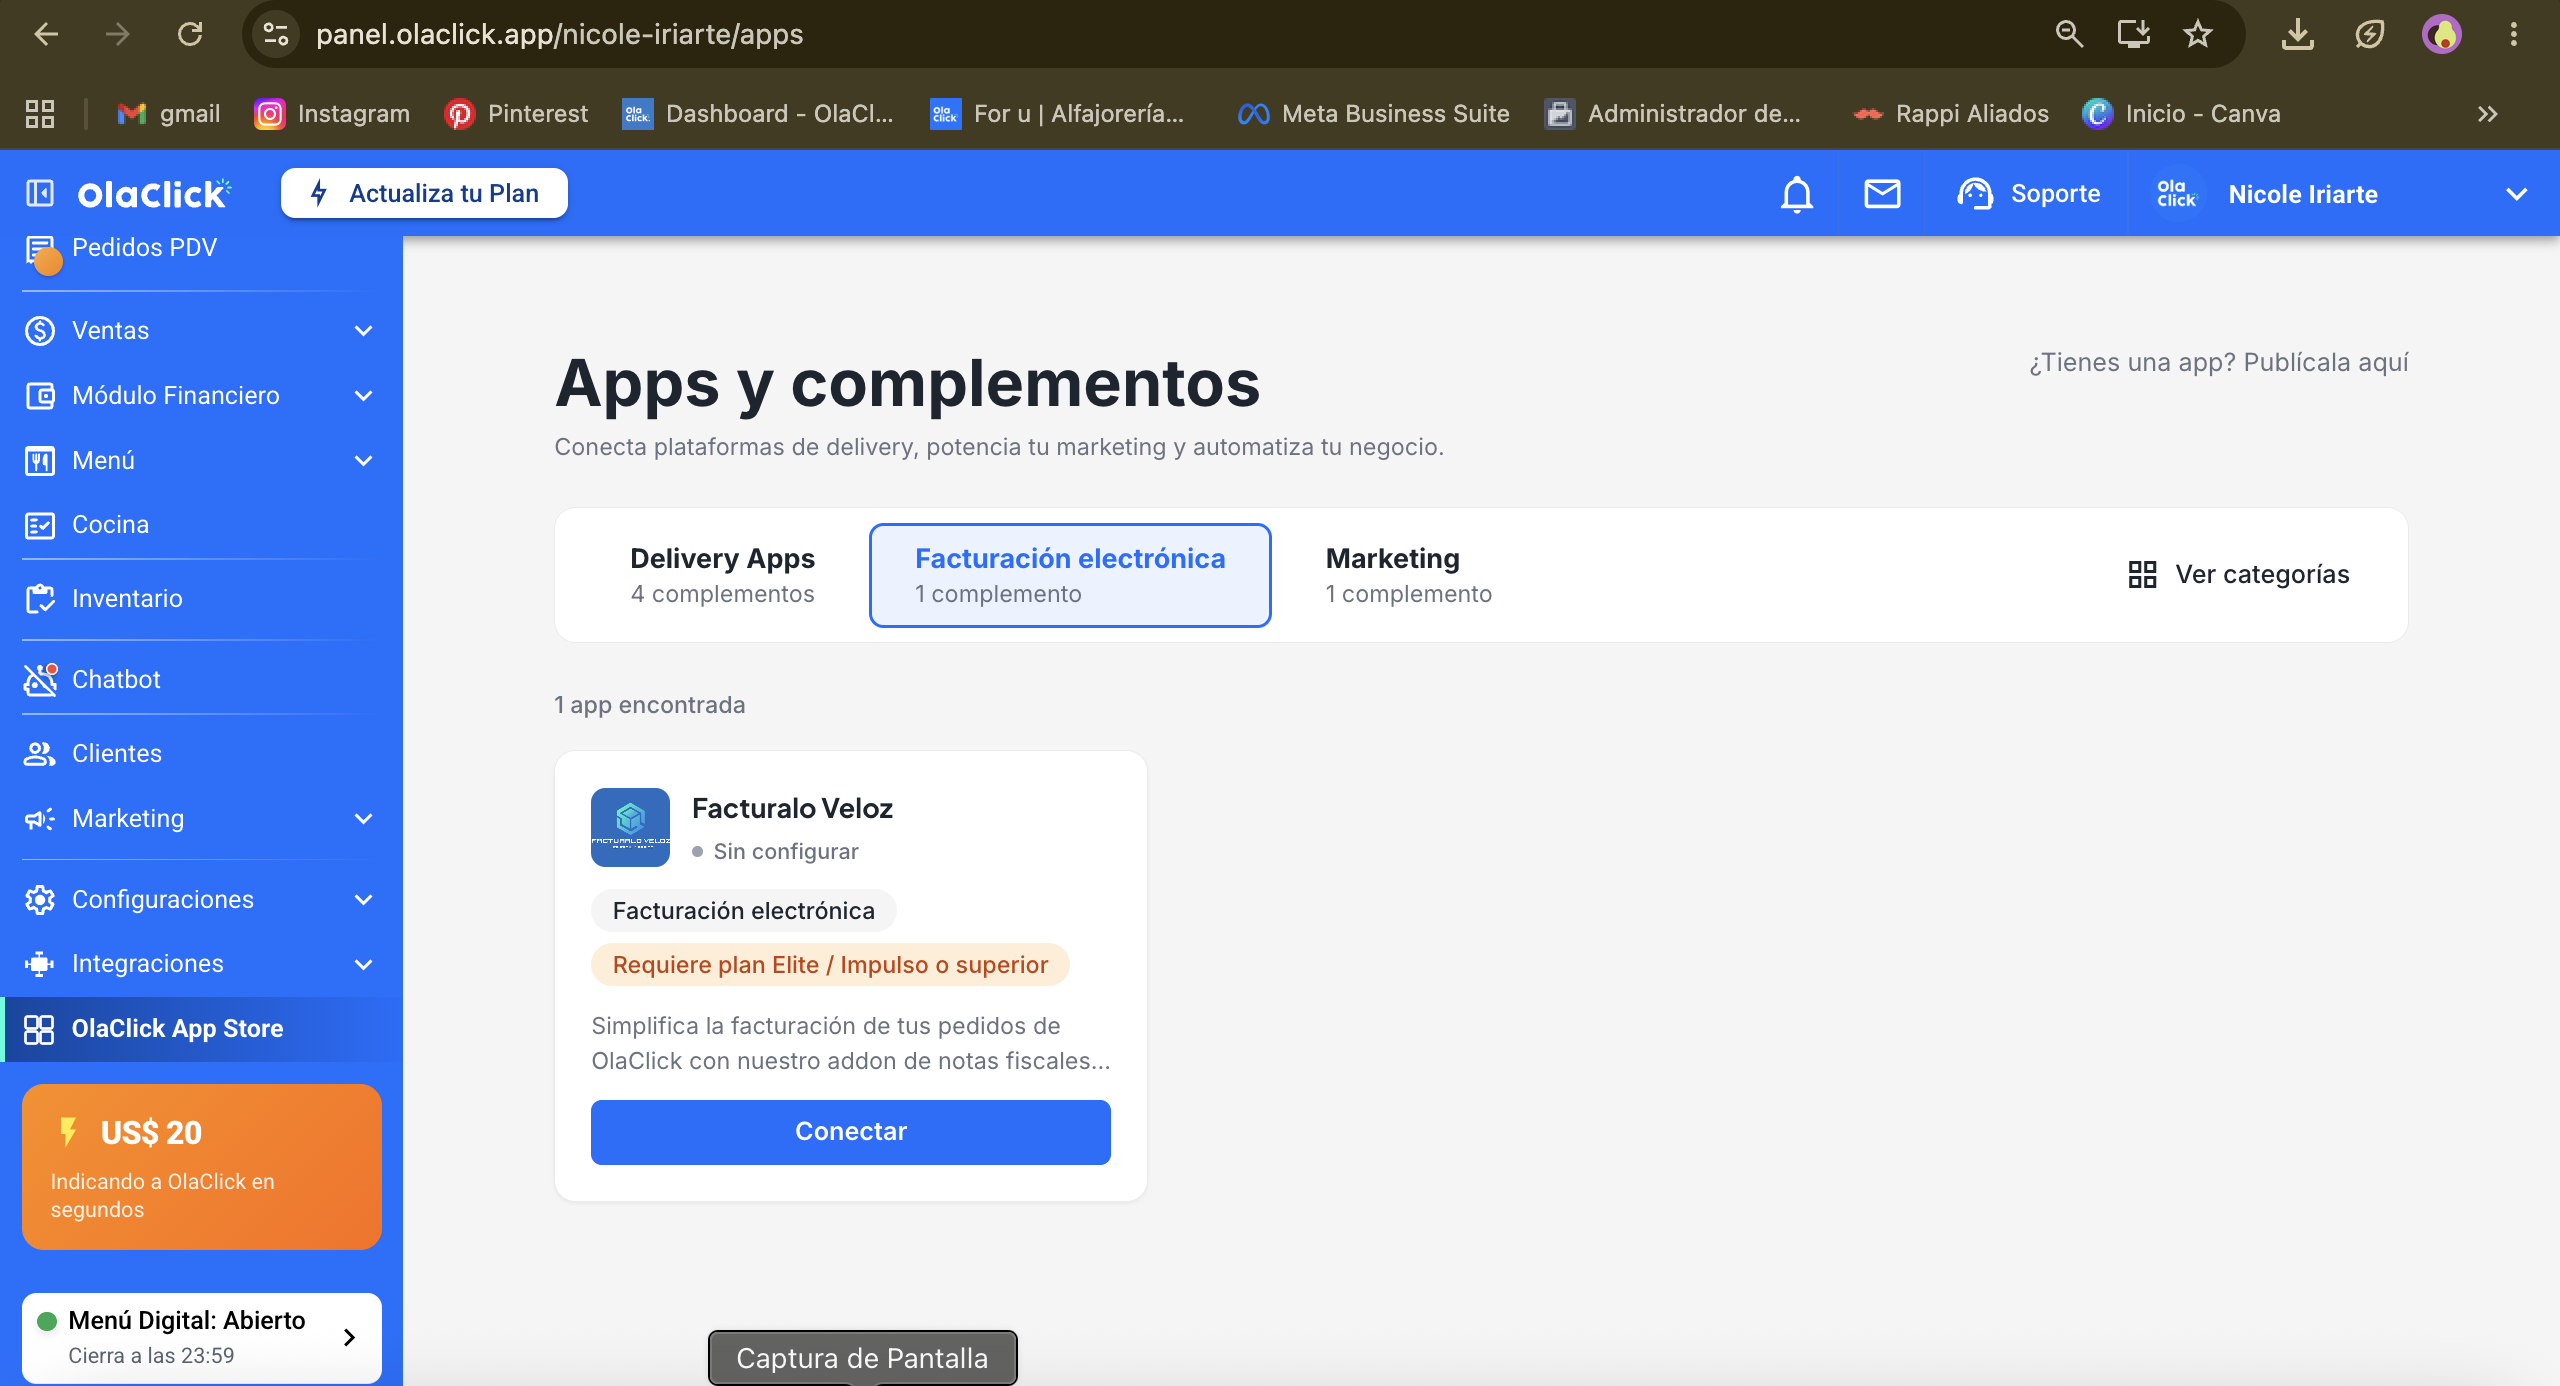 panel.olaclick.app/nicole-iriarte/apps
gmail
Instagram
Pinterest
Dashboard - OlaCl...
For u | Alfajorería...
Meta Business Suite
Administrador de...
Rappi Aliados
Inicio - Canva
OlaClick
Actualiza tu Plan
Soporte
Ola Click
Nicole Iriarte
Pedidos PDV
Ventas
Módulo Financiero
Menú
Cocina
Inventario
Chatbot
Clientes
Marketing
Configuraciones
Integraciones
OlaClick App Store
US$ 20
Indicando a OlaClick en
segundos
Menú Digital: Abierto
Cierra a las 23:59
Apps y complementos
¿Tienes una app? Publícala aquí
Conecta plataformas de delivery, potencia tu marketing y automatiza tu negocio.
Delivery Apps
4 complementos
Facturación electrónica
1 complemento
Marketing
1 complemento
Ver categorías
1 app encontrada
FACTURALO VELOZ
Facturalo Veloz
Sin configurar
Facturación electrónica
Requiere plan Elite / Impulso o superior
Simplifica la facturación de tus pedidos de
OlaClick con nuestro addon de notas fiscales...
Conectar
Captura de Pantalla